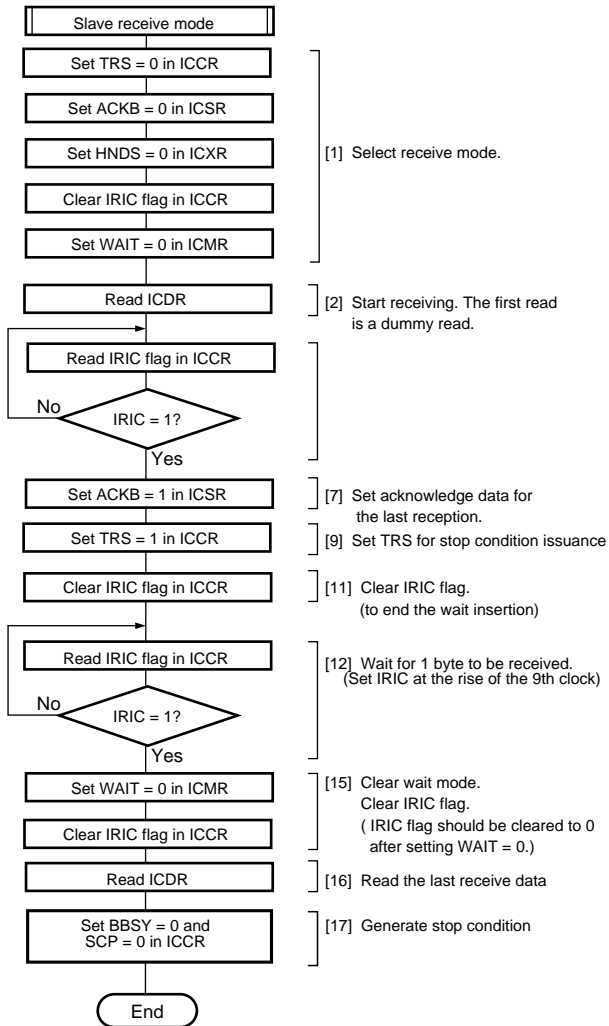 Slave receive mode
Set TRS = 0 in ICCR
Set ACKB = 0 in ICSR
Set HNDS = 0 in ICXR
[1] Select receive mode.
Clear IRIC flag in ICCR
Set WAIT = 0 in ICMR
Read ICDR
[2] Start receiving. The first read
is a dummy read.
Read IRIC flag in ICCR
No
IRIC = 1?
Yes
Set ACKB = 1 in ICSR
[7] Set acknowledge data for
the last reception.
Set TRS = 1 in ICCR
[9] Set TRS for stop condition issuance
Clear IRIC flag in ICCR
[11] Clear IRIC flag.
(to end the wait insertion)
Read IRIC flag in ICCR
[12] Wait for 1 byte to be received.
(Set IRIC at the rise of the 9th clock)
No
IRIC = 1?
Yes
Set WAIT = 0 in ICMR
[15] Clear wait mode.
Clear IRIC flag.
( IRIC flag should be cleared to 0
after setting WAIT = 0.)
Clear IRIC flag in ICCR
Read ICDR
[16] Read the last receive data
Set BBSY = 0 and
SCP = 0 in ICCR
[17] Generate stop condition
End